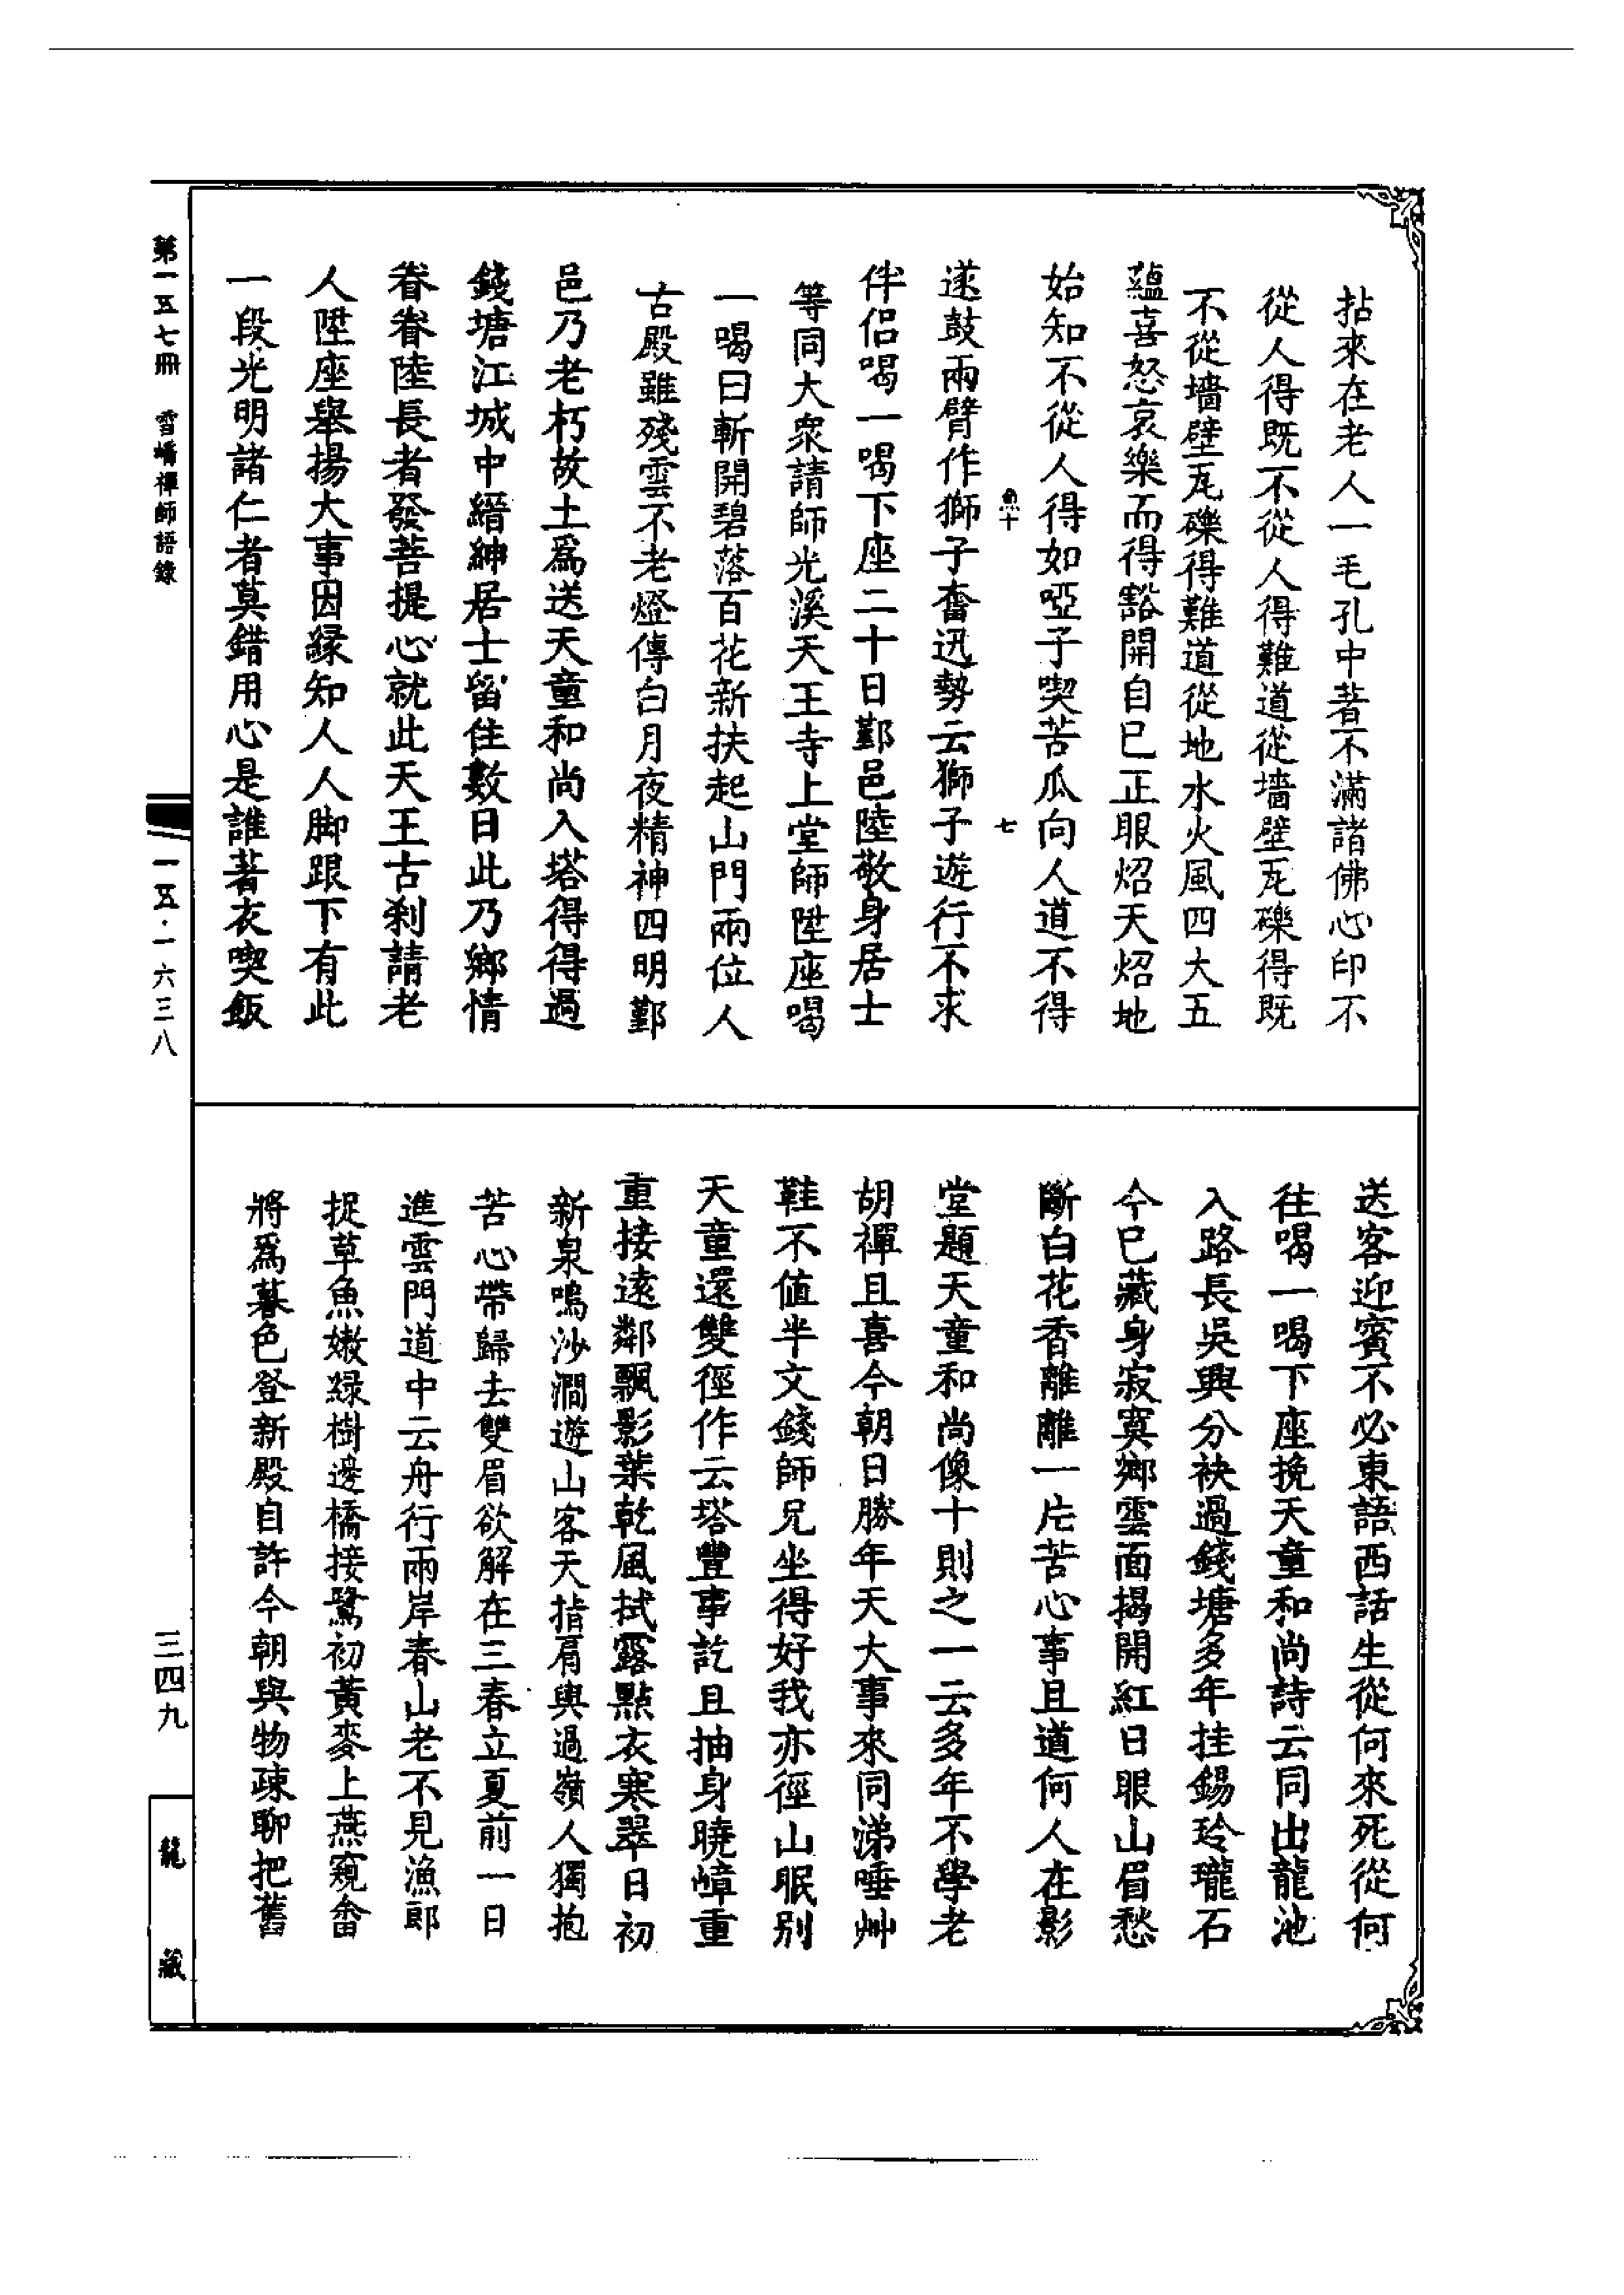 拈來在老人一毛孔中著不滿諸佛心印不
從人得既不從人得難道從墻壁瓦礫得既
不從墻壁瓦礫得難道從地水火風四大五
蘊喜怒哀樂而得豁開自已正眼炤天炤地
始知不從人得如啞子喫苦瓜向人道不得
十
七
遂鼓兩臂作獅子奮迅勢云獅子遊行不求
伴侶喝一喝下座二十日鄞邑陸敬身居士
等同大衆請師光溪天王寺上堂師陞座喝
一喝曰斬開碧落百花新扶起山門兩位人
古殿雖殘雲不老燈傳白月夜精神四明鄞
邑乃老朽故土爲送天童和尚入塔得得過
錢塘江城中縉紳居士留住數日此乃鄉情
眷眷陸長者發菩提心就此天王古刹請老
人陞座舉揚大事因緣知人人脚跟下有此
一段光明諸仁者莫錯用心是誰著衣喫飯
送客迎賓不必東語西話生從何來死從何
往喝一喝下座挽天童和尚詩云同出龍池
入路長吳興分袂過錢塘多年挂錫玲瓏石
今已藏身寂寞鄉雲面揭開紅日眼山眉愁
斷白花香離離一片苦心事且道何人在影
堂題天童和尚像十則之一云多年不學老
胡禪且喜今朝日勝年天大事來同涕唾艸
鞋不值半文錢師兄坐得好我亦徑山眠別
天童還雙徑作云塔豐事訖且抽身曉嶂重
重接遠鄰飄影葉乾風拭露點衣寒翠日初
新泉鳴沙澗遊山客天指肩輿過嶺人獨抱
苦心帶歸去雙眉欲解在三春立夏前一日
進雲門道中云舟行兩岸春山老不見漁郎
捉草魚嫩綠樹邊橋接鷺初黃麥上燕窺畬
將爲暮色登新殿自許今朝與物疎聊把舊
第一五七冊 雪嶠禪師語錄
一五·一六三八
三四九
龍藏